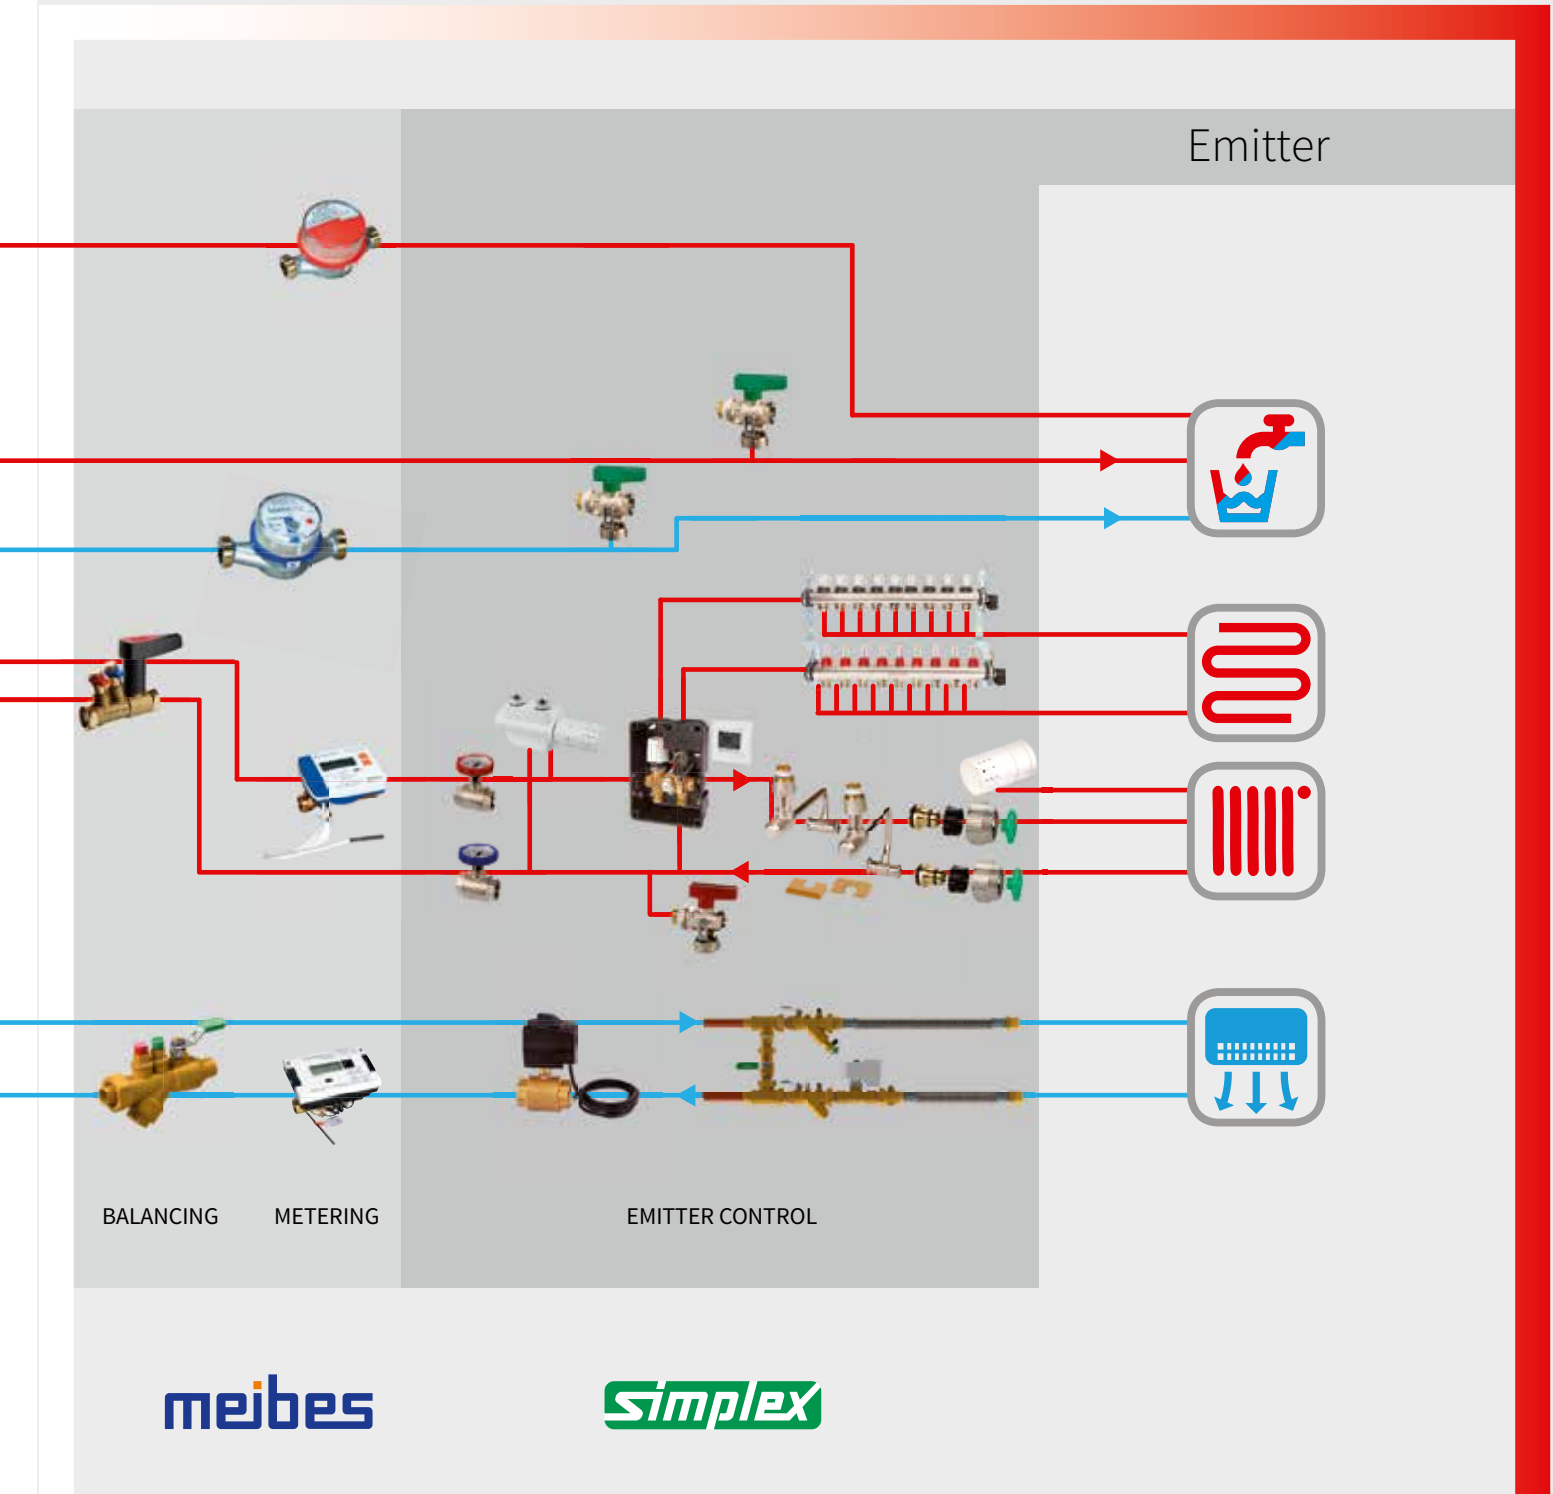 Emitter
BALANCING
METERING
EMITTER CONTROL
meibes
simplex